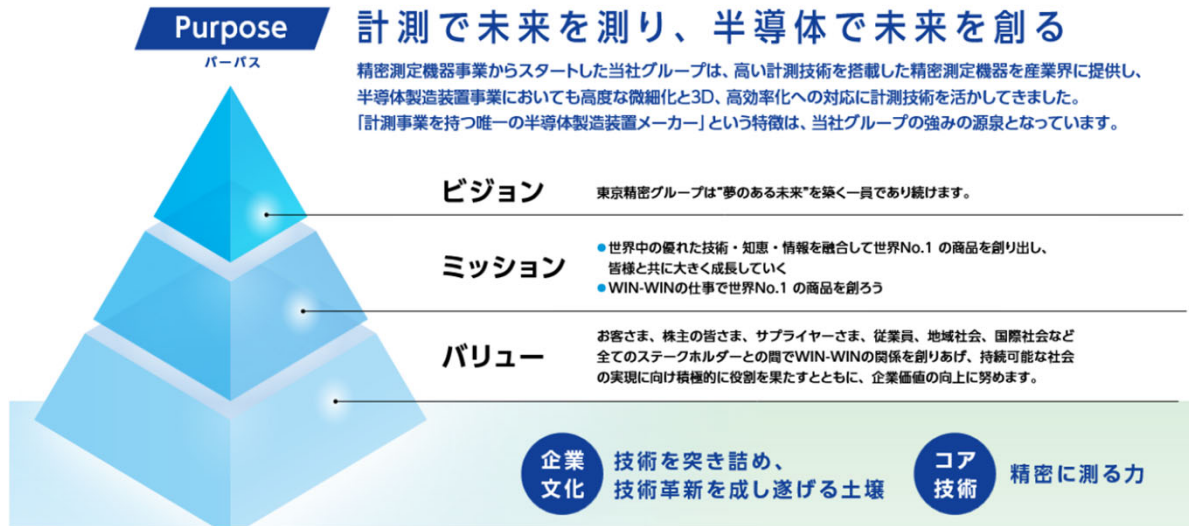 Purpose
パーパス
計測で未来を測り、半導体で未来を創る
精密測定機器事業からスタートした当社グループは、高い計測技術を搭載した精密測定機器を産業界に提供し、
半導体製造装置事業においても高度な微細化と3D、高効率化への対応に計測技術を活かしてきました。
「計測事業を持つ唯一の半導体製造装置メーカー」という特徴は、当社グループの強みの源泉となっています。
ビジョン
東京精密グループは“夢のある未来”を築く一員であり続けます。
ミッション
●世界中の優れた技術・知恵・情報を融合して世界No.1 の商品を創り出し、
皆様と共に大きく成長していく
●WIN-WINの仕事で世界No.1 の商品を創ろう
バリュー
お客さま、株主の皆さま、サプライヤーさま、従業員、地域社会、国際社会など
全てのステークホルダーとの間でWIN-WINの関係を創りあげ、持続可能な社会
の実現に向け積極的に役割を果たすとともに、企業価値の向上に努めます。
企業
文化
技術を突き詰め、
技術革新を成し遂げる土壌
コア
技術
精密に測る力